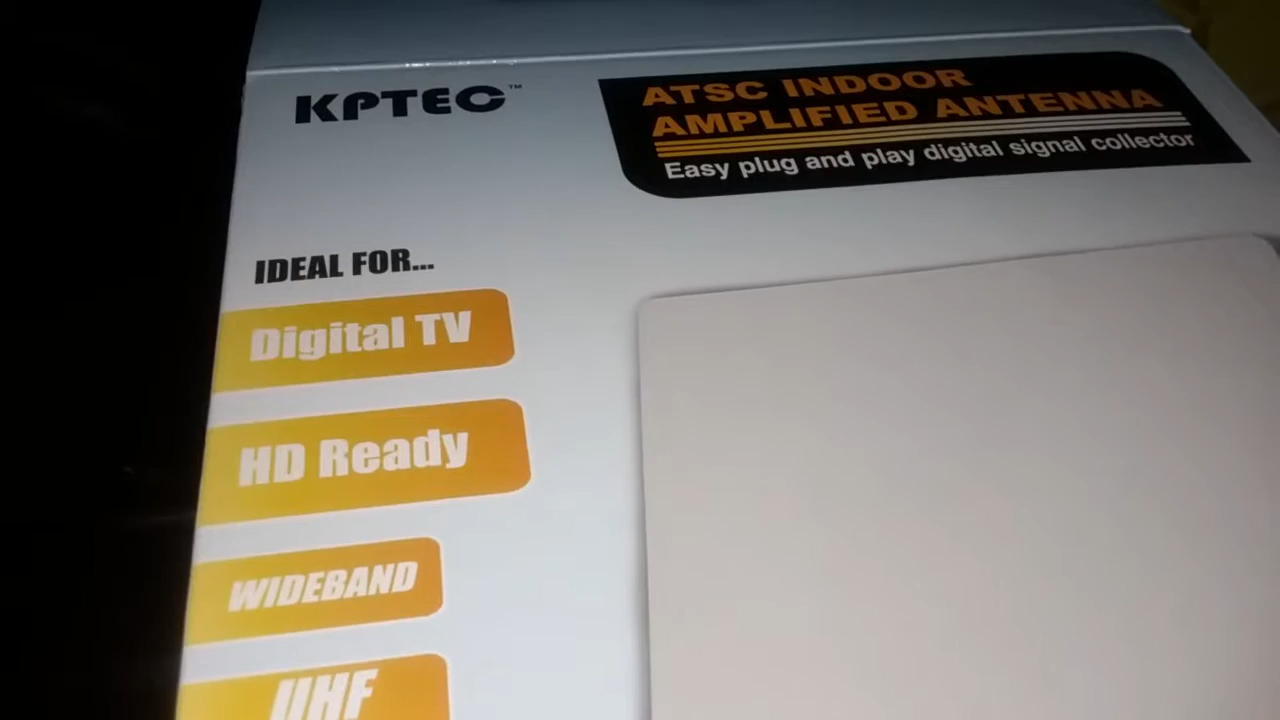 KPTEC™
ATSC INDOOR
AMPLIFIED ANTENNA
Easy plug and play digital signal collector
IDEAL FOR...
Digital TV
HD Ready
WIDEBAND
UHF